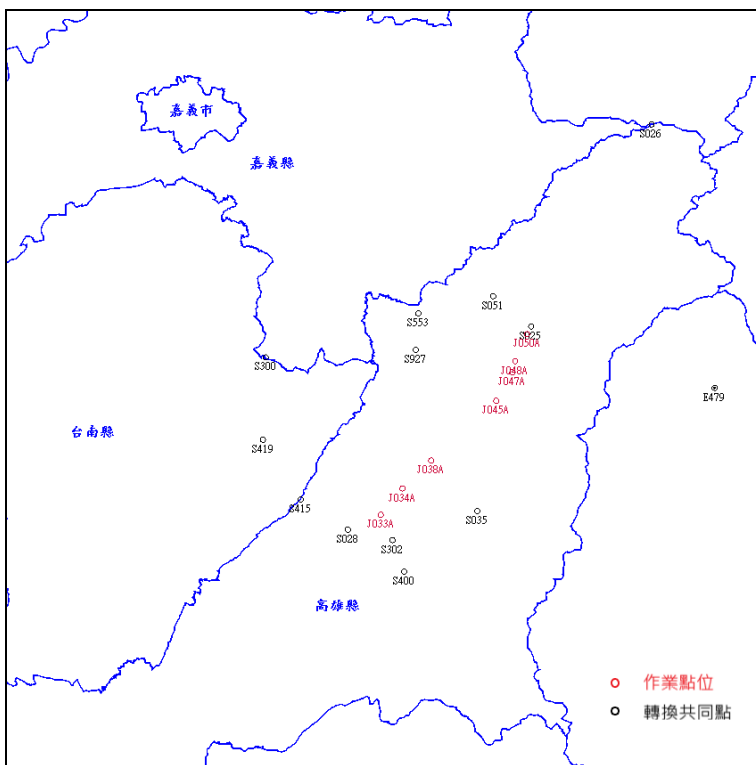 嘉義市
S026
嘉義縣
S051
S553
S025
J050A
S927
S300
J048A
J047A
E479
J045A
台南縣
S419
J038A
J034A
S415
S035
J033A
S028
S302
S400
高雄縣
作業點位
轉換共同點